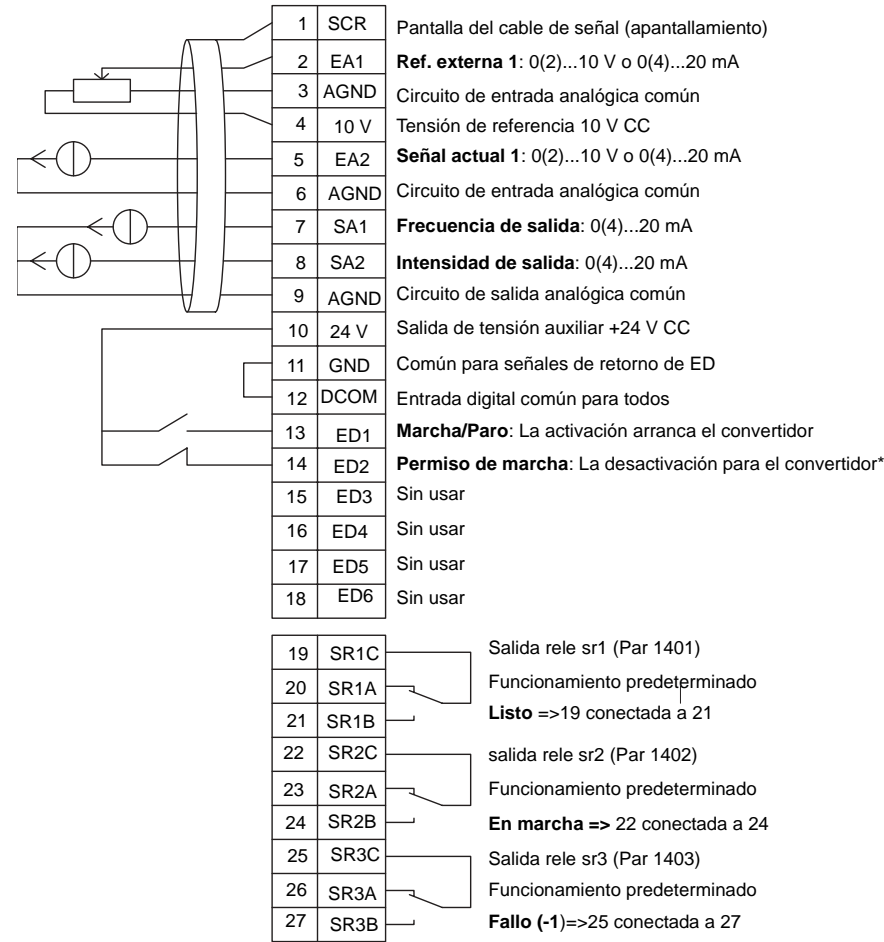 1 SCR Pantalla del cable de señal (apantallamiento)
2 EA1 Ref. externa 1: 0(2)...10 V o 0(4)...20 mA
3 AGND Circuito de entrada analógica común
4 10 V Tensión de referencia 10 V CC
5 EA2 Señal actual 1: 0(2)...10 V o 0(4)...20 mA
6 AGND Circuito de entrada analógica común
7 SA1 Frecuencia de salida: 0(4)...20 mA
8 SA2 Intensidad de salida: 0(4)...20 mA
9 AGND Circuito de salida analógica común
10 24 V Salida de tensión auxiliar +24 V CC
11 GND Común para señales de retorno de ED
12 DCOM Entrada digital común para todos
13 ED1 Marcha/Paro: La activación arranca el convertidor
14 ED2 Permiso de marcha: La desactivación para el convertidor*
15 ED3 Sin usar
16 ED4 Sin usar
17 ED5 Sin usar
18 ED6 Sin usar
19 SR1C Salida rele sr1 (Par 1401)
20 SR1A Funcionamiento predeterminado
21 SR1B Listo =>19 conectada a 21
22 SR2C salida rele sr2 (Par 1402)
23 SR2A Funcionamiento predeterminado
24 SR2B En marcha => 22 conectada a 24
25 SR3C Salida rele sr3 (Par 1403)
26 SR3A Funcionamiento predeterminado
27 SR3B Fallo (-1)=>25 conectada a 27